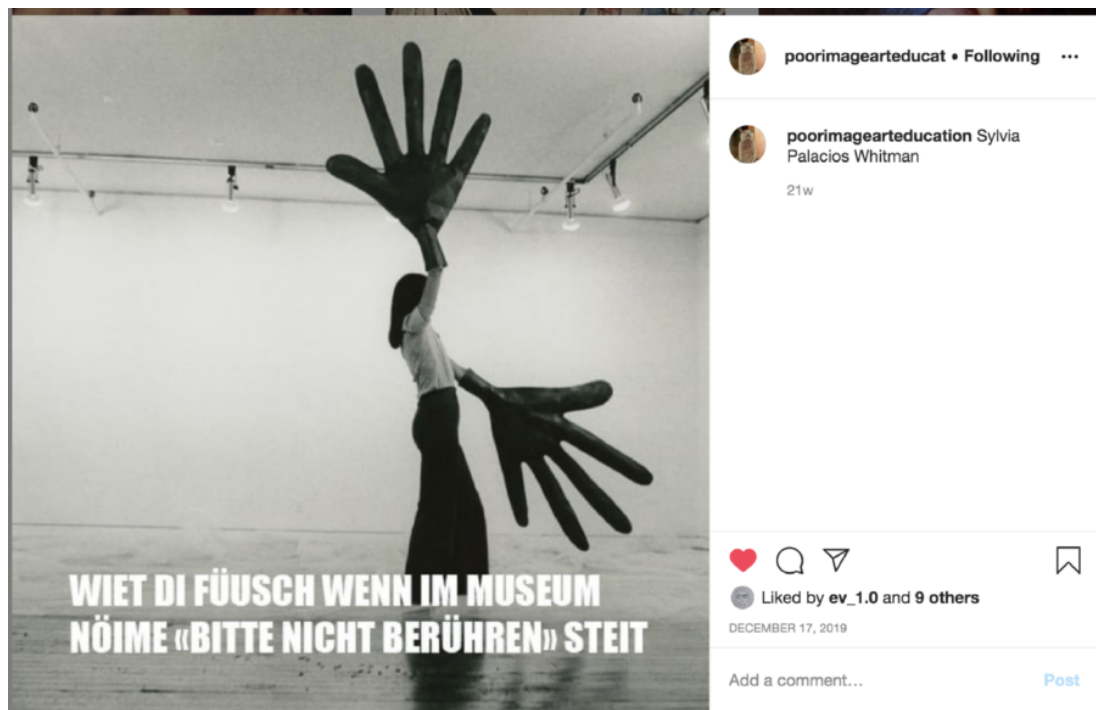 poorimagearteducat • Following
poorimagearteducation Sylvia
Palacios Whitman
21w
WIET DI FÜUSCH WENN IM MUSEUM
NÖIME «BITTE NICHT BERÜHREN» STEIT
Liked by ev_1.0 and 9 others
DECEMBER 17, 2019
Add a comment...
Post